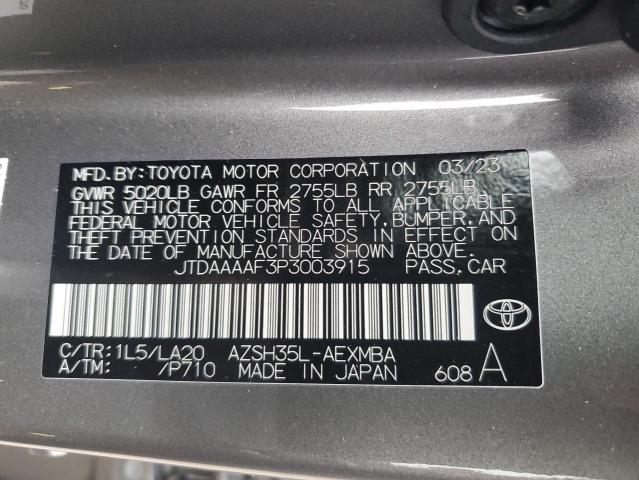 MFD.BY:TOYOTA MOTOR CORPORATION 03/23
GVWR 5020LB GAWR FR 2755LB RR 2755LB
THIS VEHICLE CONFORMS TO ALL APPLICABLE
FEDERAL MOTOR VEHICLE SAFETY,BUMPER,AND
THEFT PREVENTION STANDARDS IN EFFECT ON
THE DATE OF MANUFACTURE SHOWN ABOVE.
JTDAAAAF3P3003915 PASS.CAR
C/TR:1L5/LA20 AZSH35L-AEXMBA
A/TM: /P710 MADE IN JAPAN 608 A